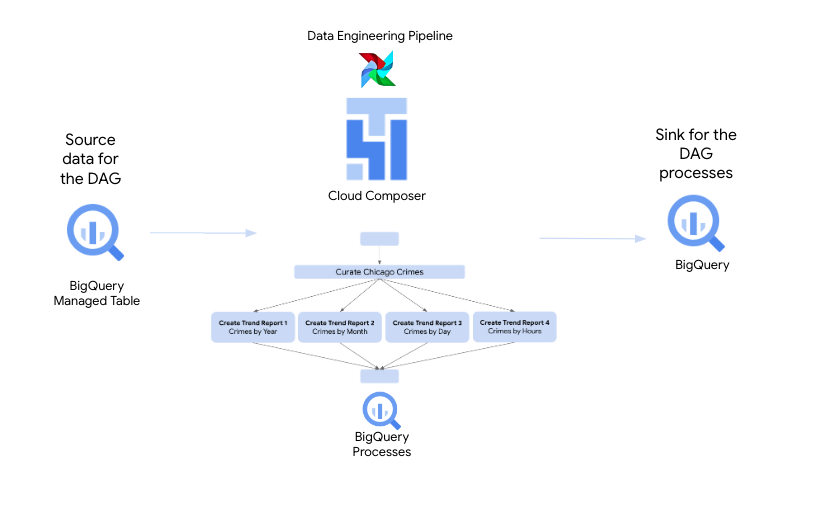 Data Engineering Pipeline
Source
data for
the DAG
BigQuery
Managed Table
Cloud Composer
Curate Chicago Crimes
Create Trend Report 1
Crimes by Year
Create Trend Report 2
Crimes by Month
Create Trend Report 3
Crimes by Day
Create Trend Report 4
Crimes by Hours
BigQuery
Processes
Sink for the
DAG
processes
BigQuery